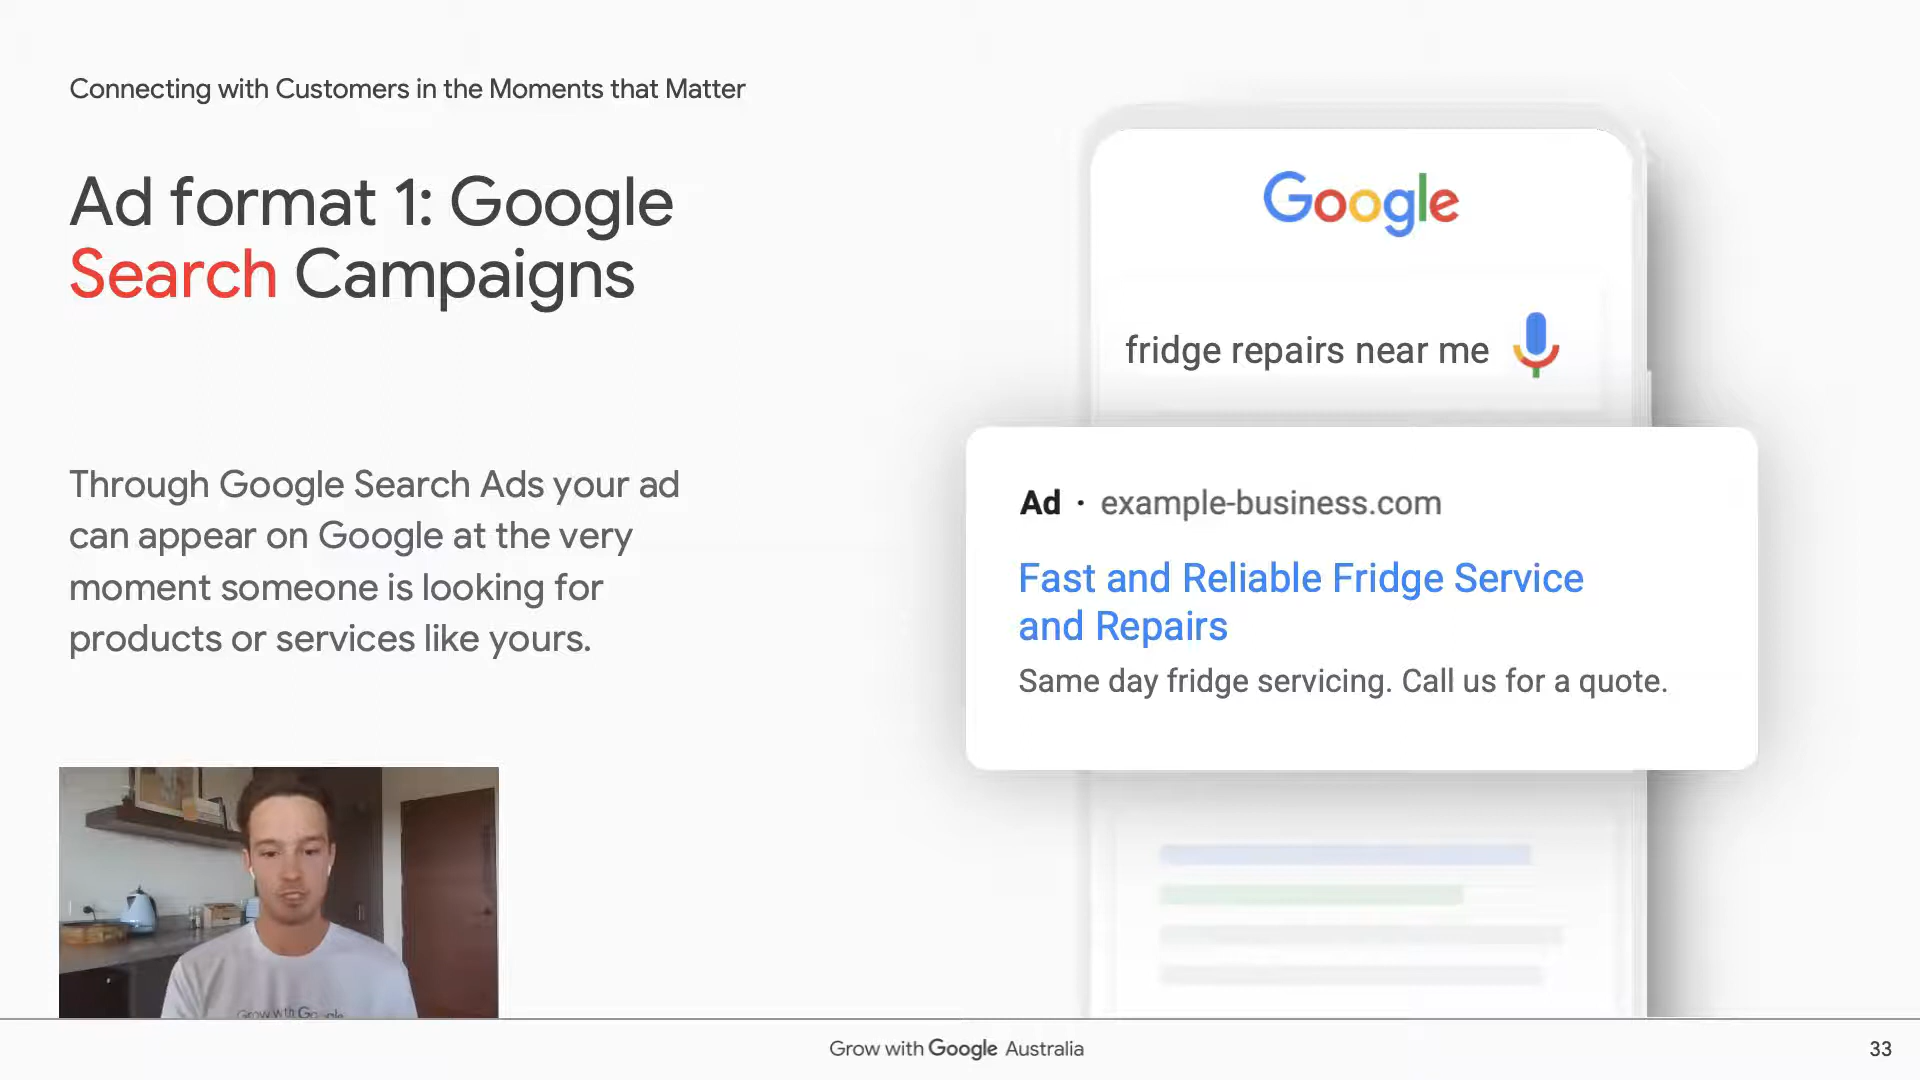 Connecting with Customers in the Moments that Matter
Ad format 1: Google
Search Campaigns
Through Google Search Ads your ad
can appear on Google at the very
moment someone is looking for
products or services like yours.
Google
fridge repairs near me
Ad · example-business.com
Fast and Reliable Fridge Service
and Repairs
Same day fridge servicing. Call us for a quote.
Grow with Google
Grow with Google Australia
33